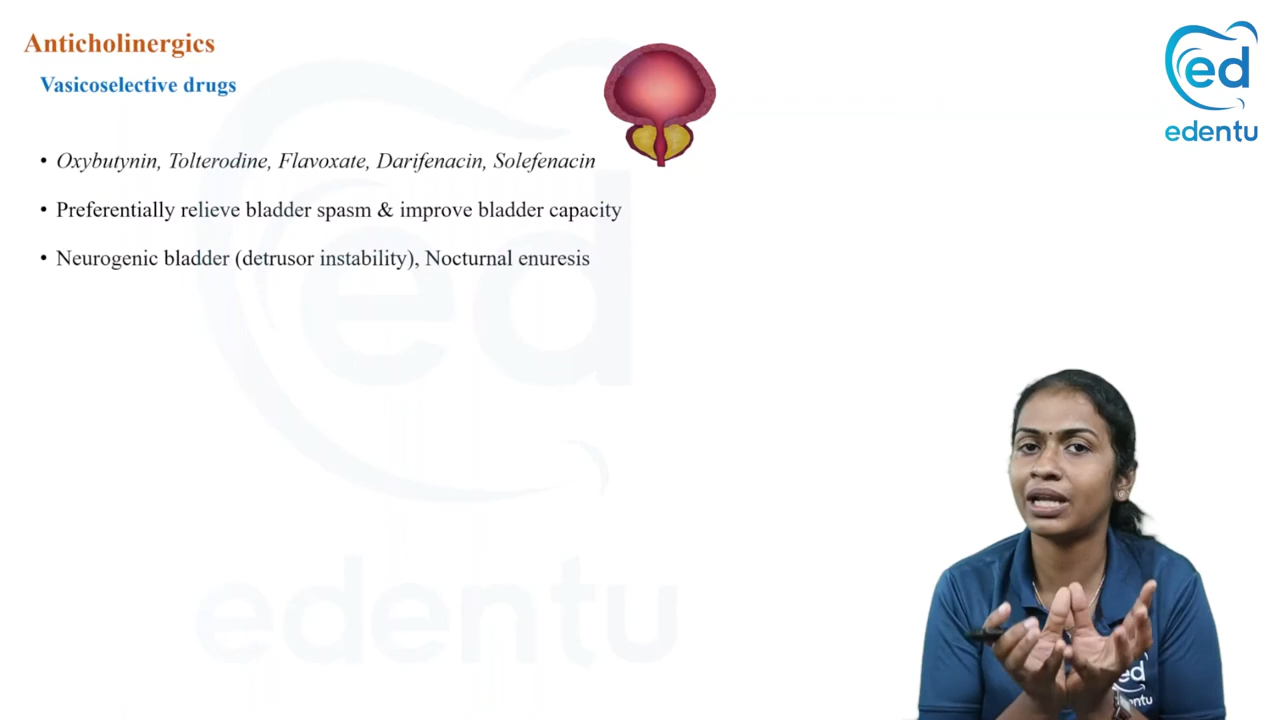 Anticholinergics
Vasicoselective drugs
• Oxybutynin, Tolterodine, Flavoxate, Darifenacin, Solefenacin
• Preferentially relieve bladder spasm & improve bladder capacity
• Neurogenic bladder (detrusor instability), Nocturnal enuresis
ed
edentu
ed
edentu
ed